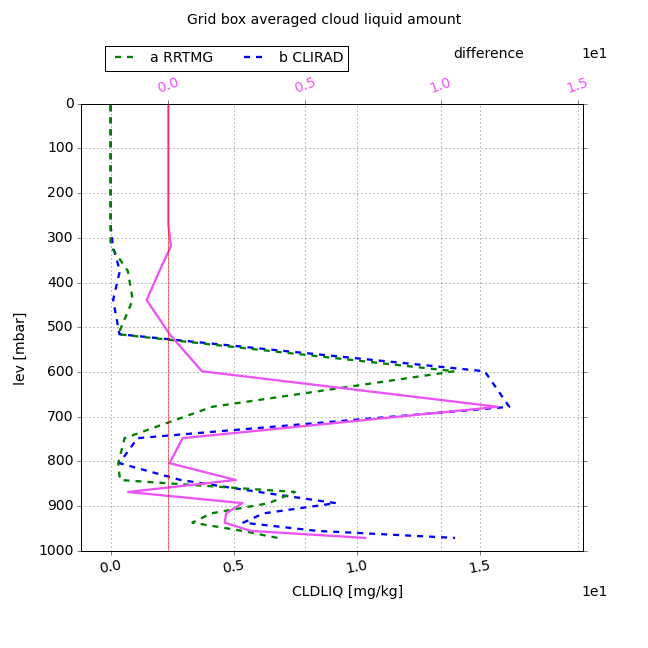 Grid box averaged cloud liquid amount
a RRTMG
b CLIRAD
difference
1e1
0.0
0.5
1.0
1.5
0
100
200
300
400
500
600
700
800
900
1000
lev [mbar]
0.0
0.5
1.0
1.5
CLDLIQ [mg/kg]
1e1